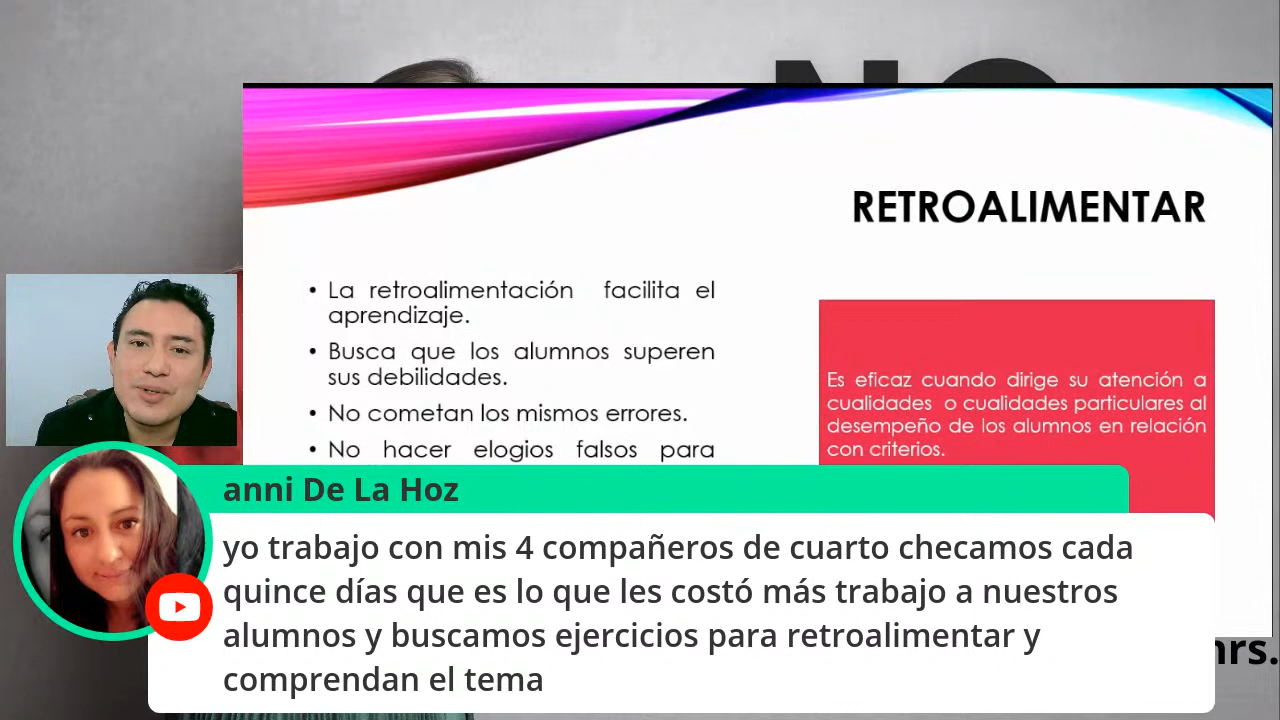 NO
RETROALIMENTAR
• La retroalimentación facilita el
aprendizaje.
• Busca que los alumnos superen
sus debilidades.
• No cometan los mismos errores.
• No hacer elogios falsos para
Es eficaz cuando dirige su atención a
cualidades o cualidades particulares al
desempeño de los alumnos en relación
con criterios.
anni De La Hoz
yo trabajo con mis 4 compañeros de cuarto checamos cada
quince días que es lo que les costó más trabajo a nuestros
alumnos y buscamos ejercicios para retroalimentar y
comprendan el tema
hrs.